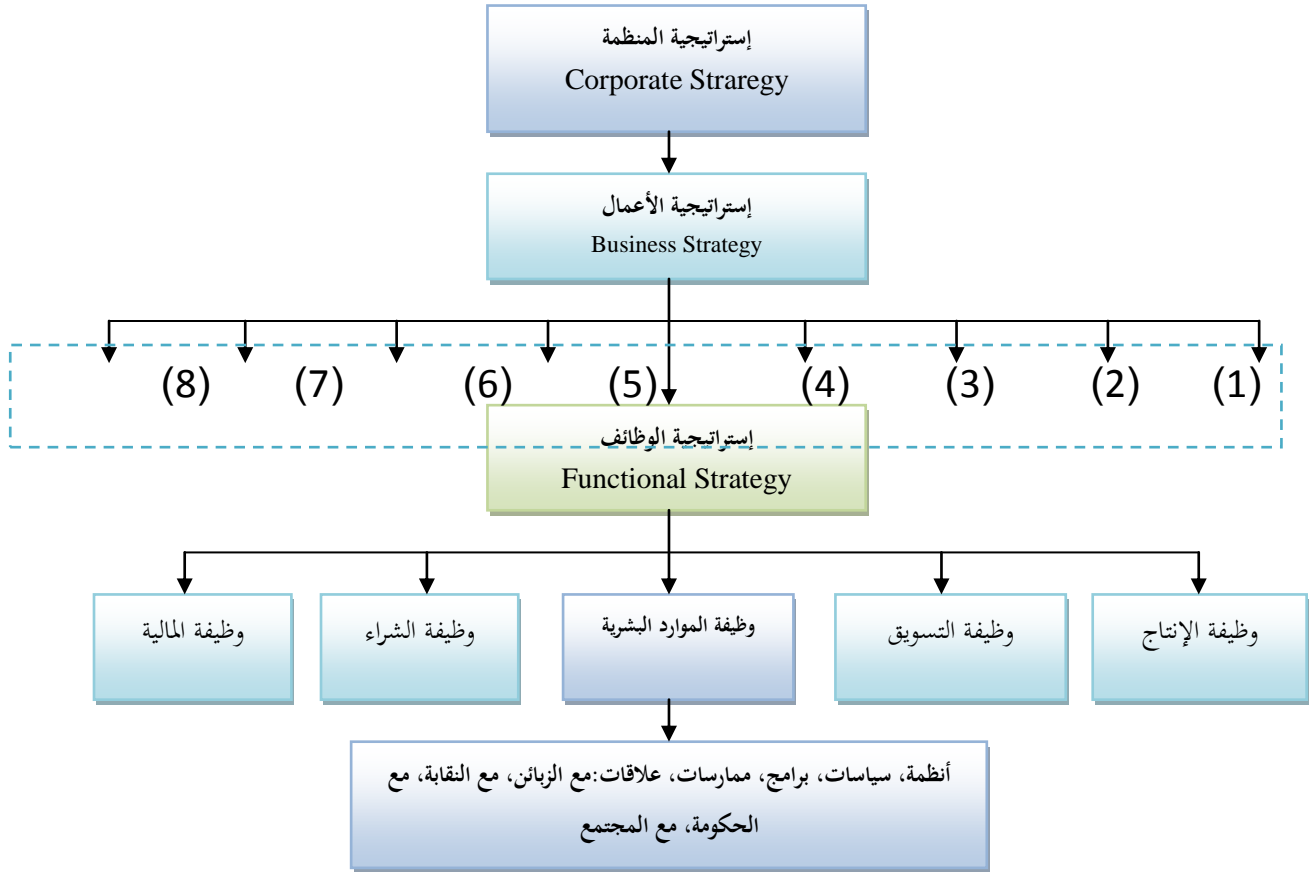 إستراتيجية المنظمة
Corporate Straregy
إستراتيجية الأعمال
Business Strategy
(1) (2) (3) (4) (5) (6) (7) (8)
إستراتيجية الوظائف
Functional Strategy
وظيفة الإنتاج
وظيفة التسويق
وظيفة الموارد البشرية
وظيفة الشراء
وظيفة المالية
أنظمة، سياسات، برامج، ممارسات، علاقات:مع الزبائن، مع النقابة، مع
الحكومة، مع المجتمع